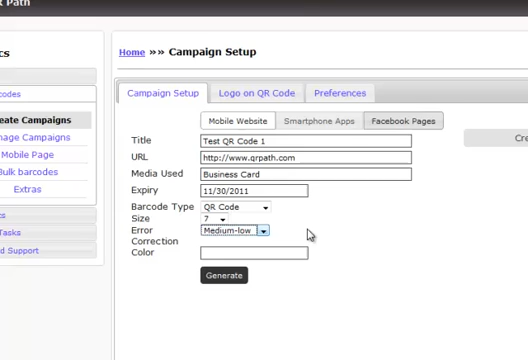 t Path
Home »» Campaign Setup
cs
Campaign Setup Logo on QR Code Preferences
odes
eate Campaigns
nage Campaigns
Mobile Page
ulk barcodes
Extras
cs
Tasks
d Support
Mobile Website Smartphone Apps Facebook Pages
Cre
Title Test QR Code 1
URL http://www.qrpath.com
Media Used Business Card
Expiry 11/30/2011
Barcode Type QR Code
Size 7
Error Correction Medium-low
Color
Generate